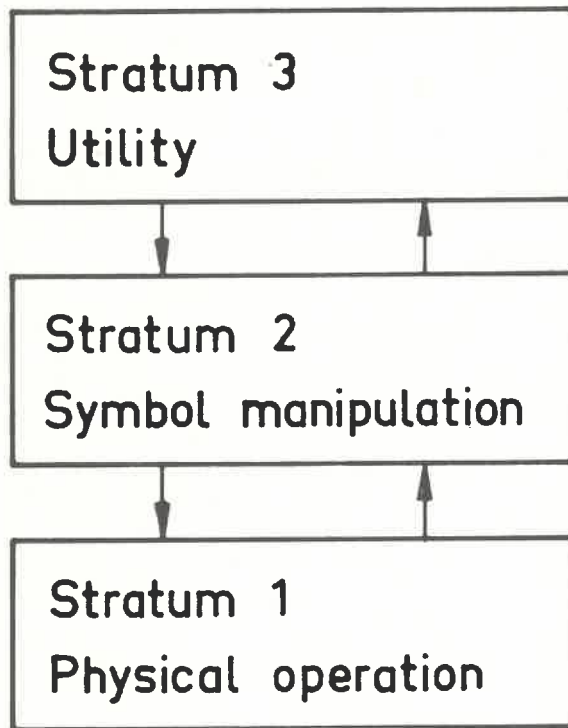 Stratum 3
Utility
Stratum 2
Symbol manipulation
Stratum 1
Physical operation